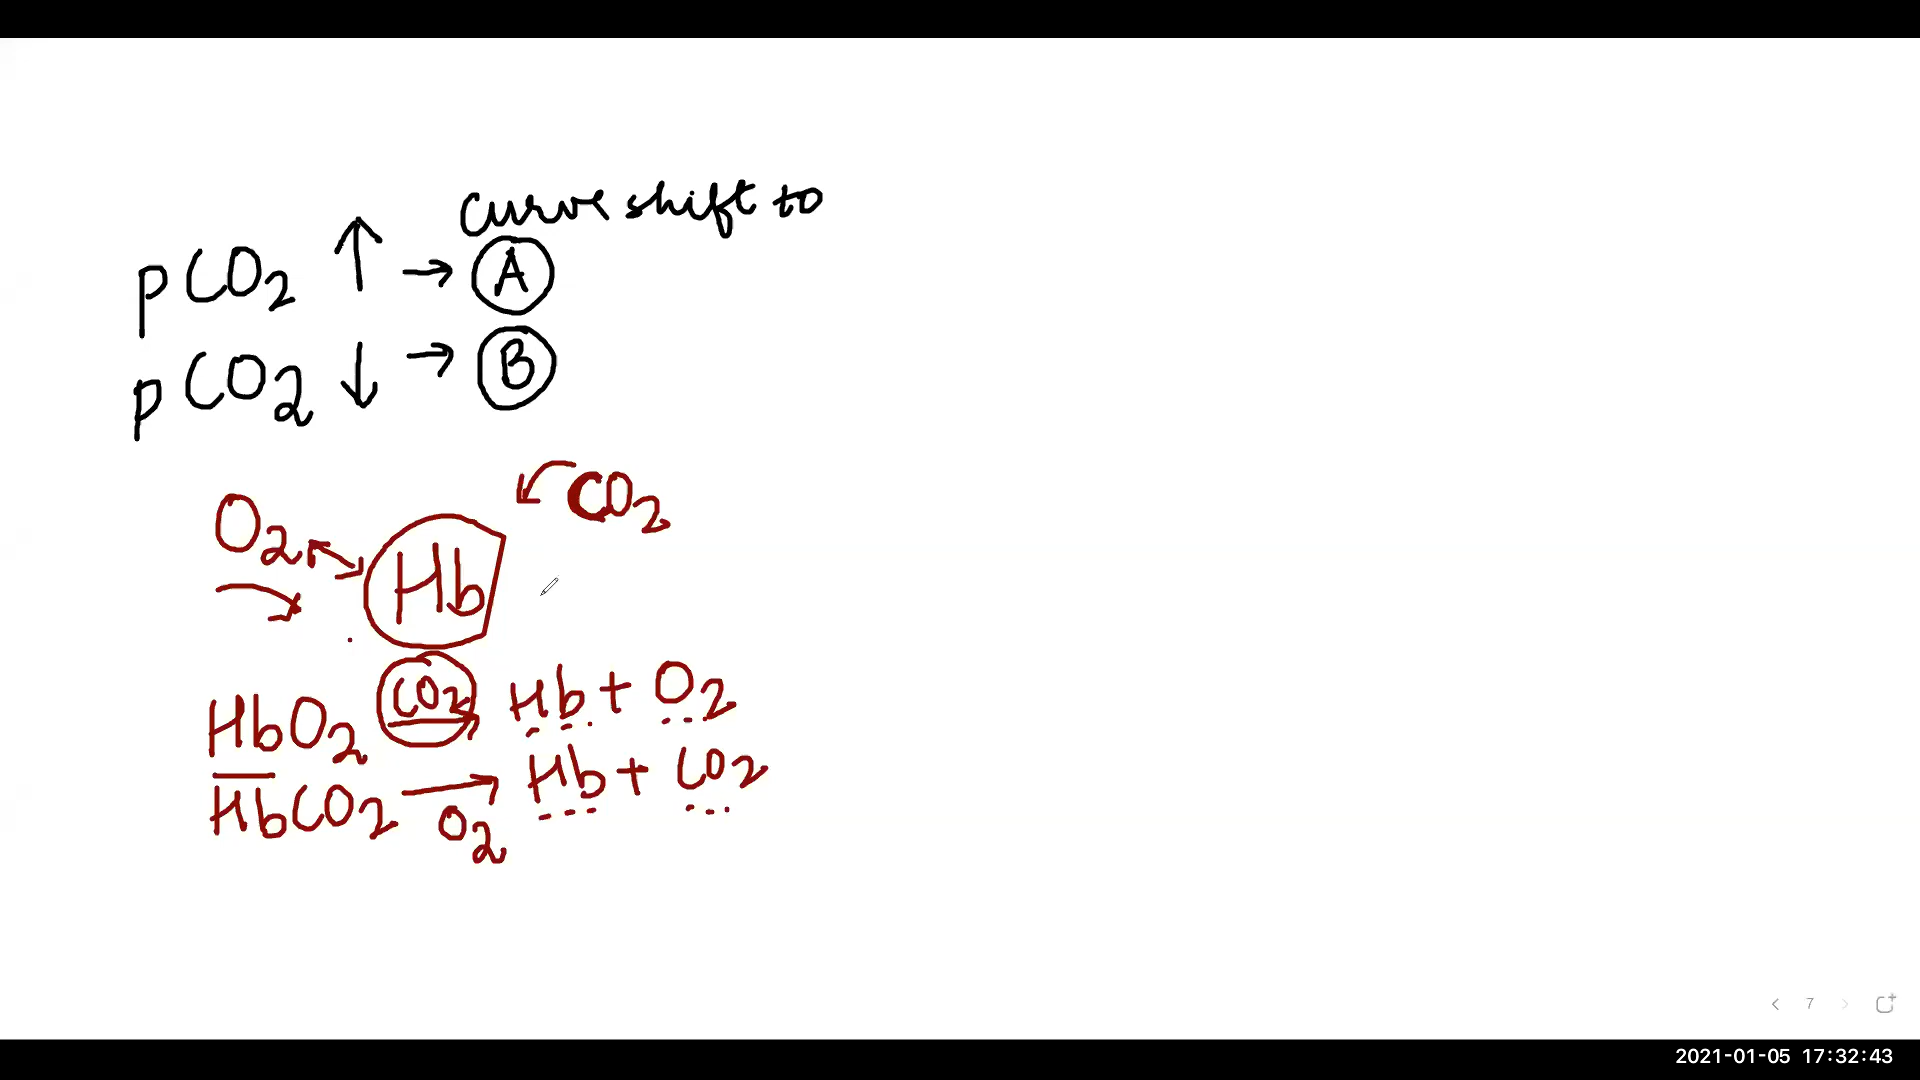 curve shift to
pCO2 ↑ → A
pCO2 ↓ → B
O2 Hb CO2
HbO2 CO2 → Hb + O2
HbCO2 → O2 Hb + CO2
7
2021-01-05 17:32:43